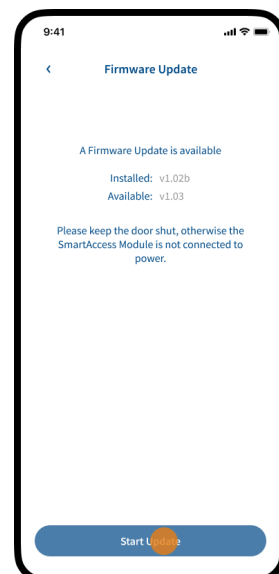 9:41
Firmware Update
A Firmware Update is available
Installed: v1.02b
Available: v1.03
Please keep the door shut, otherwise the
SmartAccess Module is not connected to
power.
Start Update